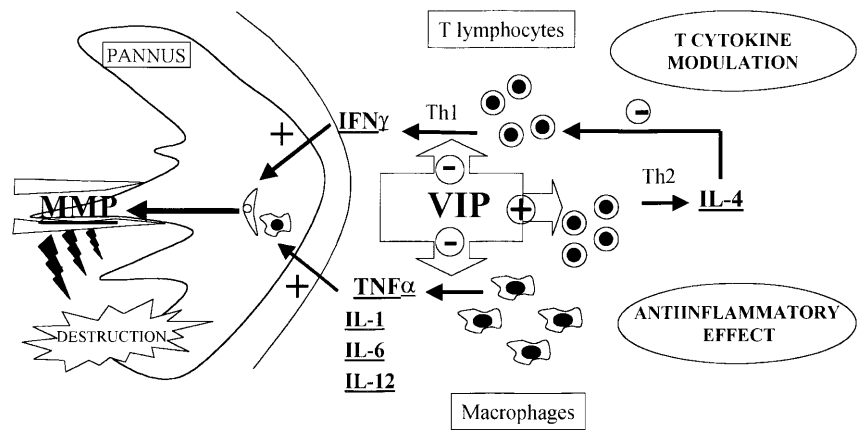 T lymphocytes
T CYTOKINE
MODULATION
PANNUS
IFNγ
Th1
-
+
MMP
-
VIP
+
Th2
IL-4
-
+
TNFα
IL-1
IL-6
IL-12
DESTRUCTION
ANTIINFLAMMATORY
EFFECT
Macrophages